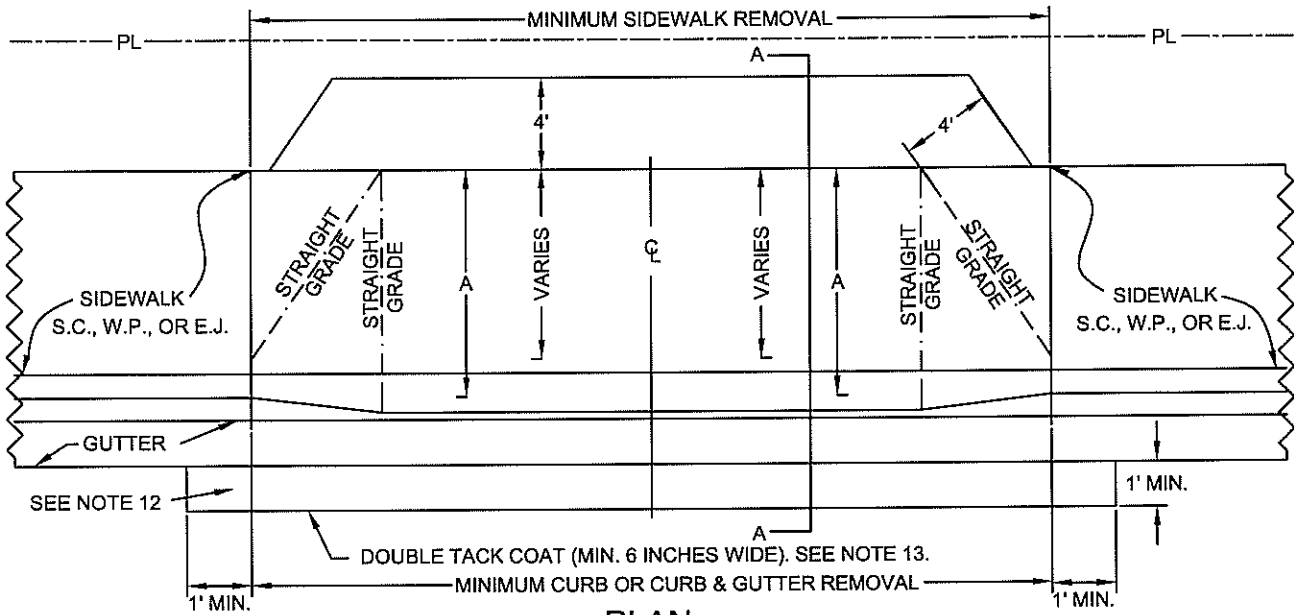 MINIMUM SIDEWALK REMOVAL
PL
PL
A
4'
4'
STRAIGHT
GRADE
STRAIGHT
GRADE
A
VARIES
CL
VARIES
A
STRAIGHT
GRADE
STRAIGHT
GRADE
SIDEWALK
S.C., W.P., OR E.J.
SIDEWALK
S.C., W.P., OR E.J.
GUTTER
SEE NOTE 12
1' MIN.
A
DOUBLE TACK COAT (MIN. 6 INCHES WIDE). SEE NOTE 13.
MINIMUM CURB OR CURB & GUTTER REMOVAL
1' MIN.
1' MIN.